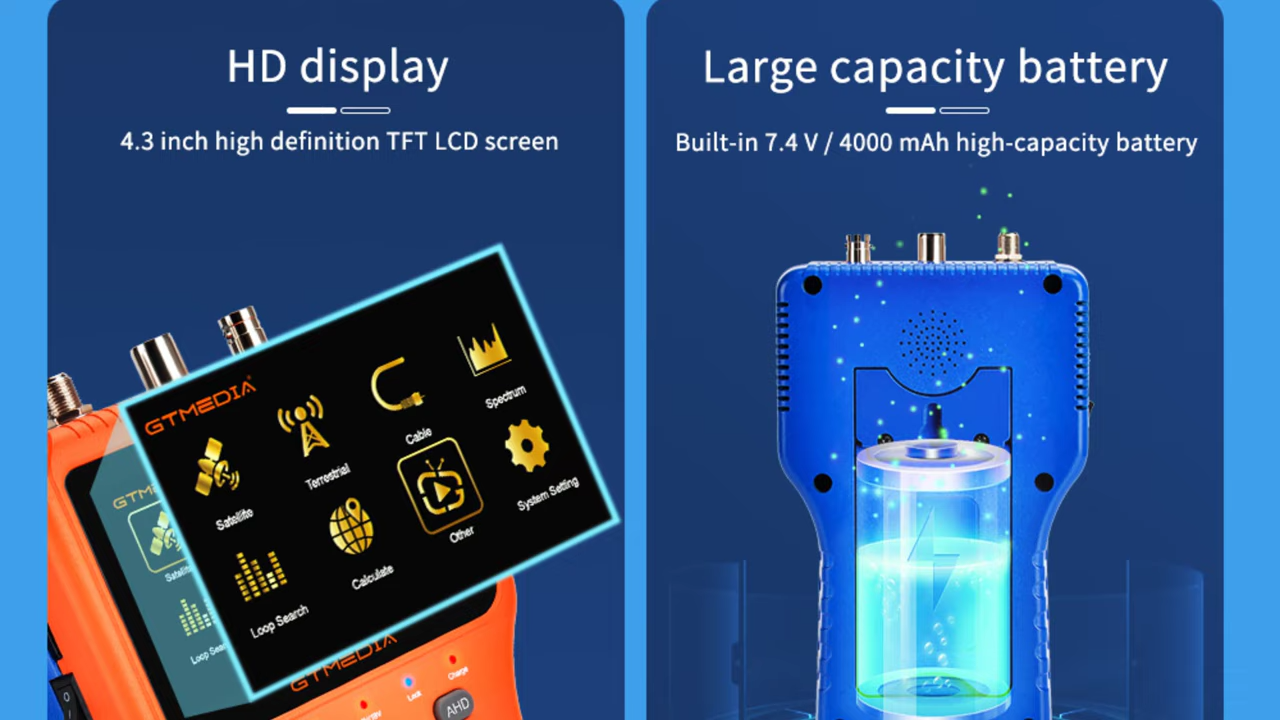 HD display
4.3 inch high definition TFT LCD screen
GTMEDIA
Satellite
Terrestrial
Cable
Spectrum
Loop Search
Calculate
Other
System Setting
Satellite
GTMEDIA
Lock
Charge
AHD
Large capacity battery
Built-in 7.4 V / 4000 mAh high-capacity battery